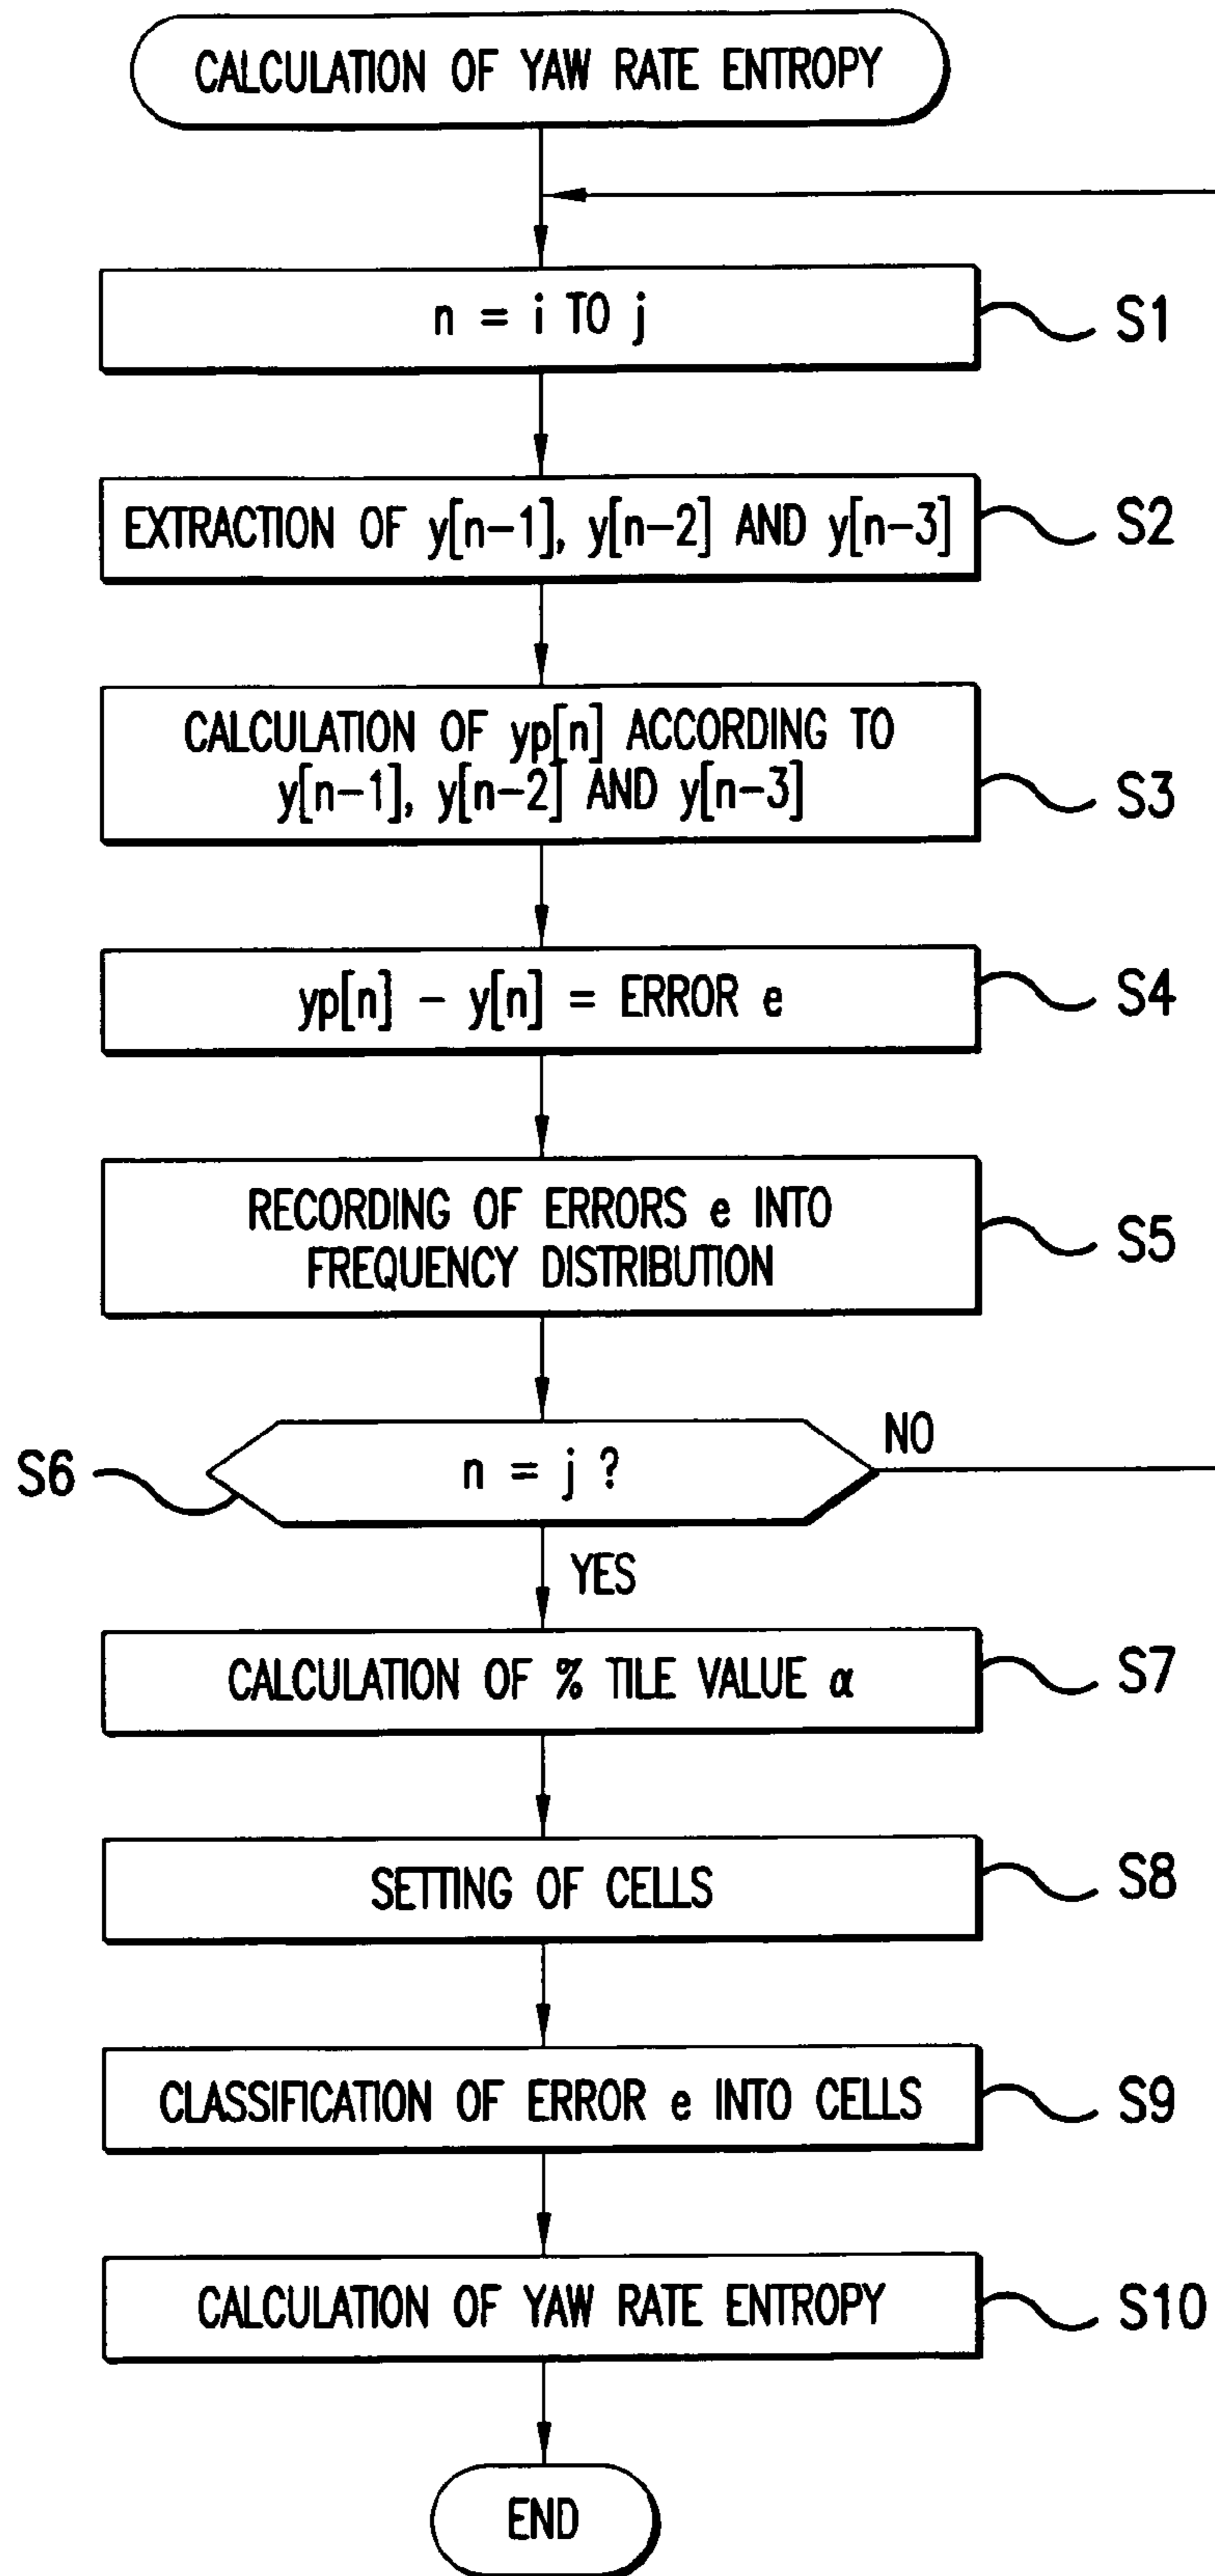 CALCULATION OF YAW RATE ENTROPY
n = i TO j
S1
EXTRACTION OF y[n-1], y[n-2] AND y[n-3]
S2
CALCULATION OF yp[n] ACCORDING TO
y[n-1], y[n-2] AND y[n-3]
S3
yp[n] - y[n] = ERROR e
S4
RECORDING OF ERRORS e INTO
FREQUENCY DISTRIBUTION
S5
S6
n = j ?
NO
YES
CALCULATION OF % TILE VALUE α
S7
SETTING OF CELLS
S8
CLASSIFICATION OF ERROR e INTO CELLS
S9
CALCULATION OF YAW RATE ENTROPY
S10
END